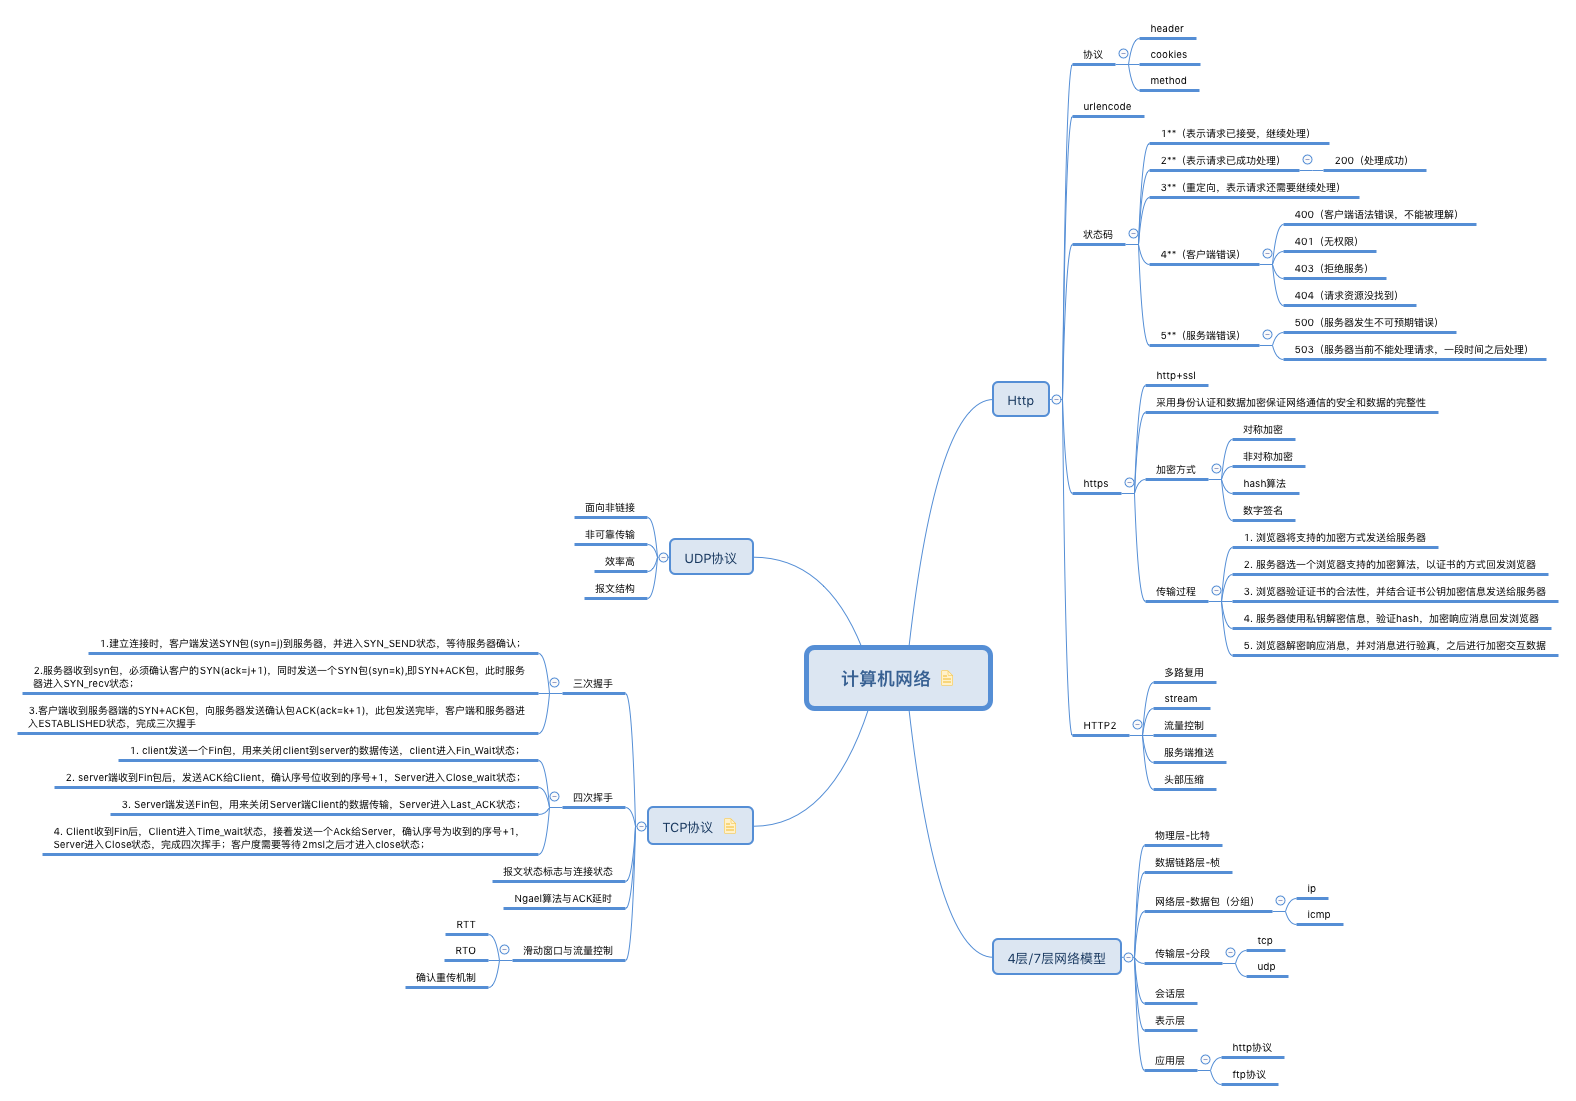 计算机网络
Http
协议
header
cookies
method
urlencode
状态码
1**（表示请求已接受，继续处理）
2**（表示请求已成功处理）
200（处理成功）
3**（重定向，表示请求还需要继续处理）
4**（客户端错误）
400（客户端语法错误，不能被理解）
401（无权限）
403（拒绝服务）
404（请求资源没找到）
5**（服务端错误）
500（服务器发生不可预期错误）
503（服务器当前不能处理请求，一段时间之后处理）
https
http+ssl
采用身份认证和数据加密保证网络通信的安全和数据的完整性
加密方式
对称加密
非对称加密
hash算法
数字签名
传输过程
1. 浏览器将支持的加密方式发送给服务器
2. 服务器选一个浏览器支持的加密算法，以证书的方式回发浏览器
3. 浏览器验证证书的合法性，并结合证书公钥加密信息发送给服务器
4. 服务器使用私钥解密信息，验证hash，加密响应消息回发浏览器
5. 浏览器解密响应消息，并对消息进行验真，之后进行加密交互数据
HTTP2
多路复用
stream
流量控制
服务端推送
头部压缩
4层/7层网络模型
物理层-比特
数据链路层-桢
网络层-数据包（分组）
ip
icmp
传输层-分段
tcp
udp
会话层
表示层
应用层
http协议
ftp协议
UDP协议
面向非链接
非可靠传输
效率高
报文结构
TCP协议
三次握手
1.建立连接时，客户端发送SYN包(syn=j)到服务器，并进入SYN_SEND状态，等待服务器确认；
2.服务器收到syn包，必须确认客户的SYN(ack=j+1)，同时发送一个SYN包(syn=k),即SYN+ACK包，此时服务
器进入SYN_recv状态；
3.客户端收到服务器端的SYN+ACK包，向服务器发送确认包ACK(ack=k+1)，此包发送完毕，客户端和服务器进
入ESTABLISHED状态，完成三次握手
四次挥手
1. client发送一个Fin包，用来关闭client到server的数据传送，client进入Fin_Wait状态；
2. server端收到Fin包后，发送ACK给Client，确认序号位收到的序号+1，Server进入Close_wait状态；
3. Server端发送Fin包，用来关闭Server端Client的数据传输，Server进入Last_ACK状态；
4. Client收到Fin后，Client进入Time_wait状态，接着发送一个Ack给Server，确认序号为收到的序号+1，
Server进入Close状态，完成四次挥手；客户度需要等待2msl之后才进入close状态；
报文状态标志与连接状态
Ngael算法与ACK延时
滑动窗口与流量控制
RTT
RTO
确认重传机制